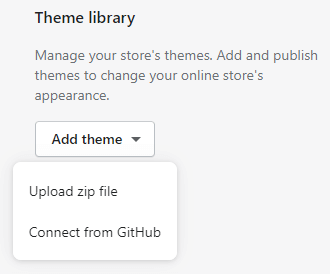 Theme library
Manage your store's themes. Add and publish
themes to change your online store's
appearance.
Add theme
Upload zip file
Connect from GitHub